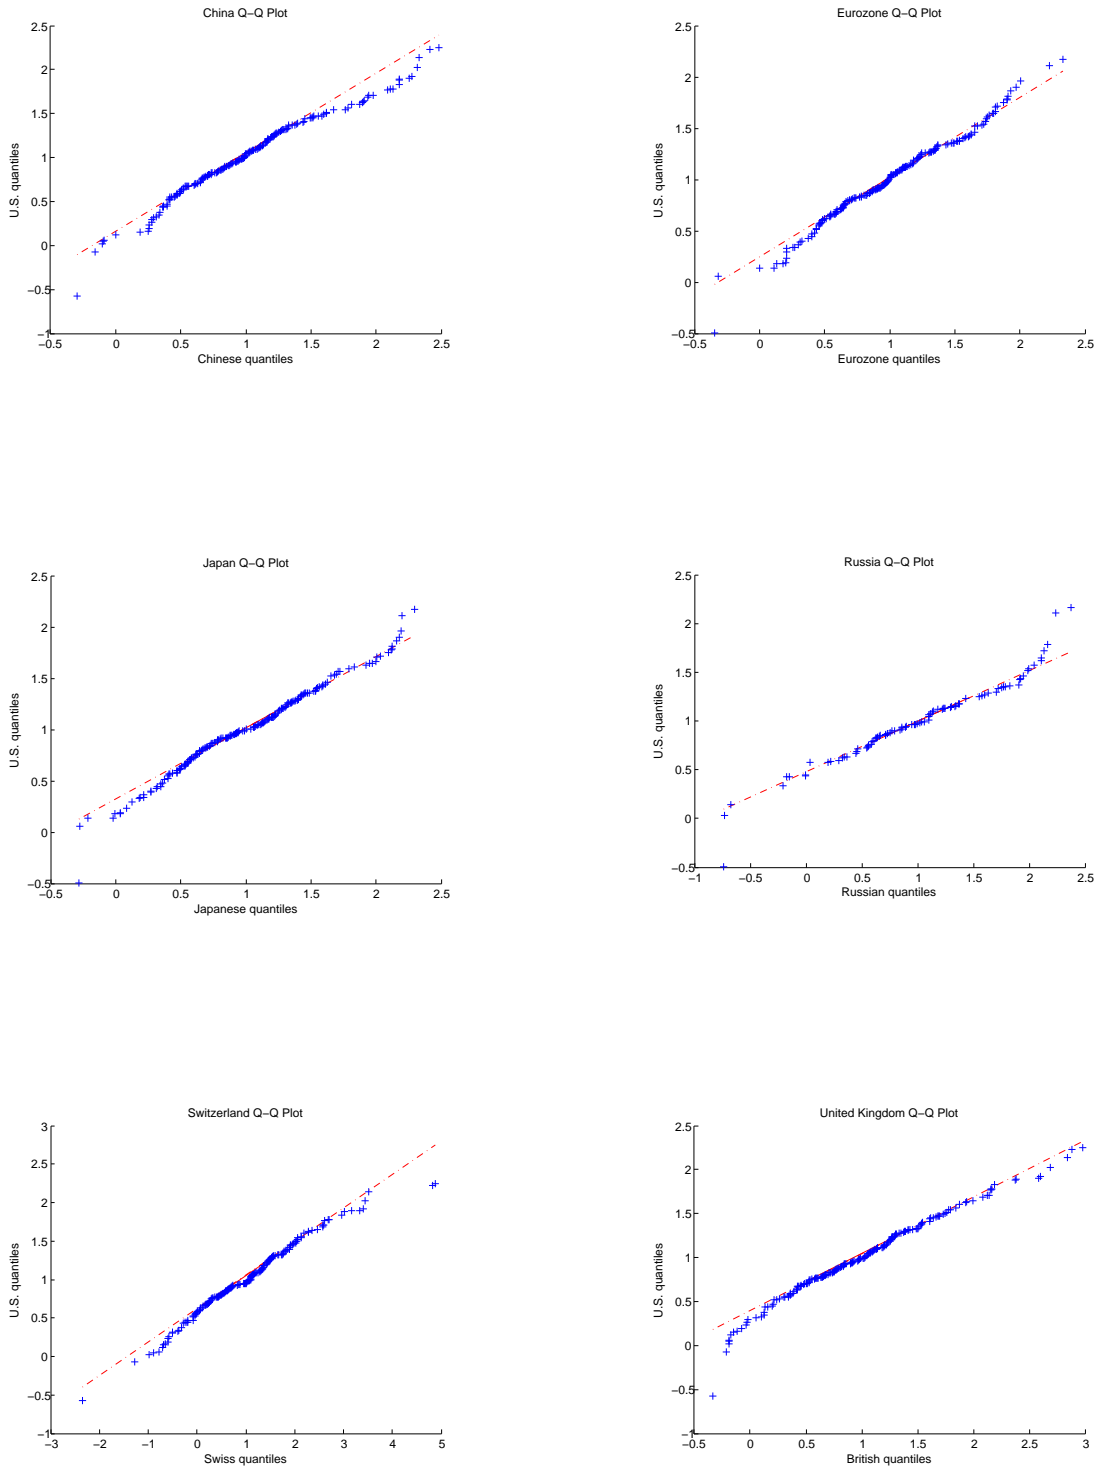 China Q−Q Plot
2.5
2
1.5
1
0.5
0
−0.5
−1
U.S. quantiles
−0.5 0 0.5 1 1.5 2 2.5
Chinese quantiles
Eurozone Q−Q Plot
2.5
2
1.5
1
0.5
0
−0.5
U.S. quantiles
−0.5 0 0.5 1 1.5 2 2.5
Eurozone quantiles
Japan Q−Q Plot
2.5
2
1.5
1
0.5
0
−0.5
U.S. quantiles
−0.5 0 0.5 1 1.5 2 2.5
Japanese quantiles
Russia Q−Q Plot
2.5
2
1.5
1
0.5
0
−0.5
U.S. quantiles
−1 −0.5 0 0.5 1 1.5 2 2.5
Russian quantiles
Switzerland Q−Q Plot
3
2.5
2
1.5
1
0.5
0
−0.5
−1
U.S. quantiles
−3 −2 −1 0 1 2 3 4 5
Swiss quantiles
United Kingdom Q−Q Plot
2.5
2
1.5
1
0.5
0
−0.5
−1
U.S. quantiles
−0.5 0 0.5 1 1.5 2 2.5 3
British quantiles